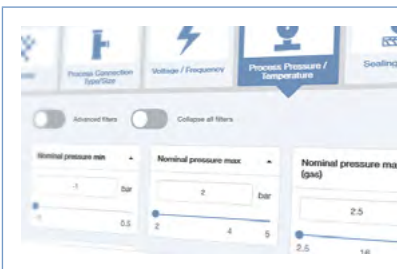 Process Connection
Type/Size
Voltage / Frequency
Process Pressure /
Temperature
Sealing
Advanced filters
Collapse all filters
Nominal pressure min
Nominal pressure max
Nominal pressure ma
(gas)
-1
bar
2
bar
2.5
-1
0.5
2
4
5
2.5
16